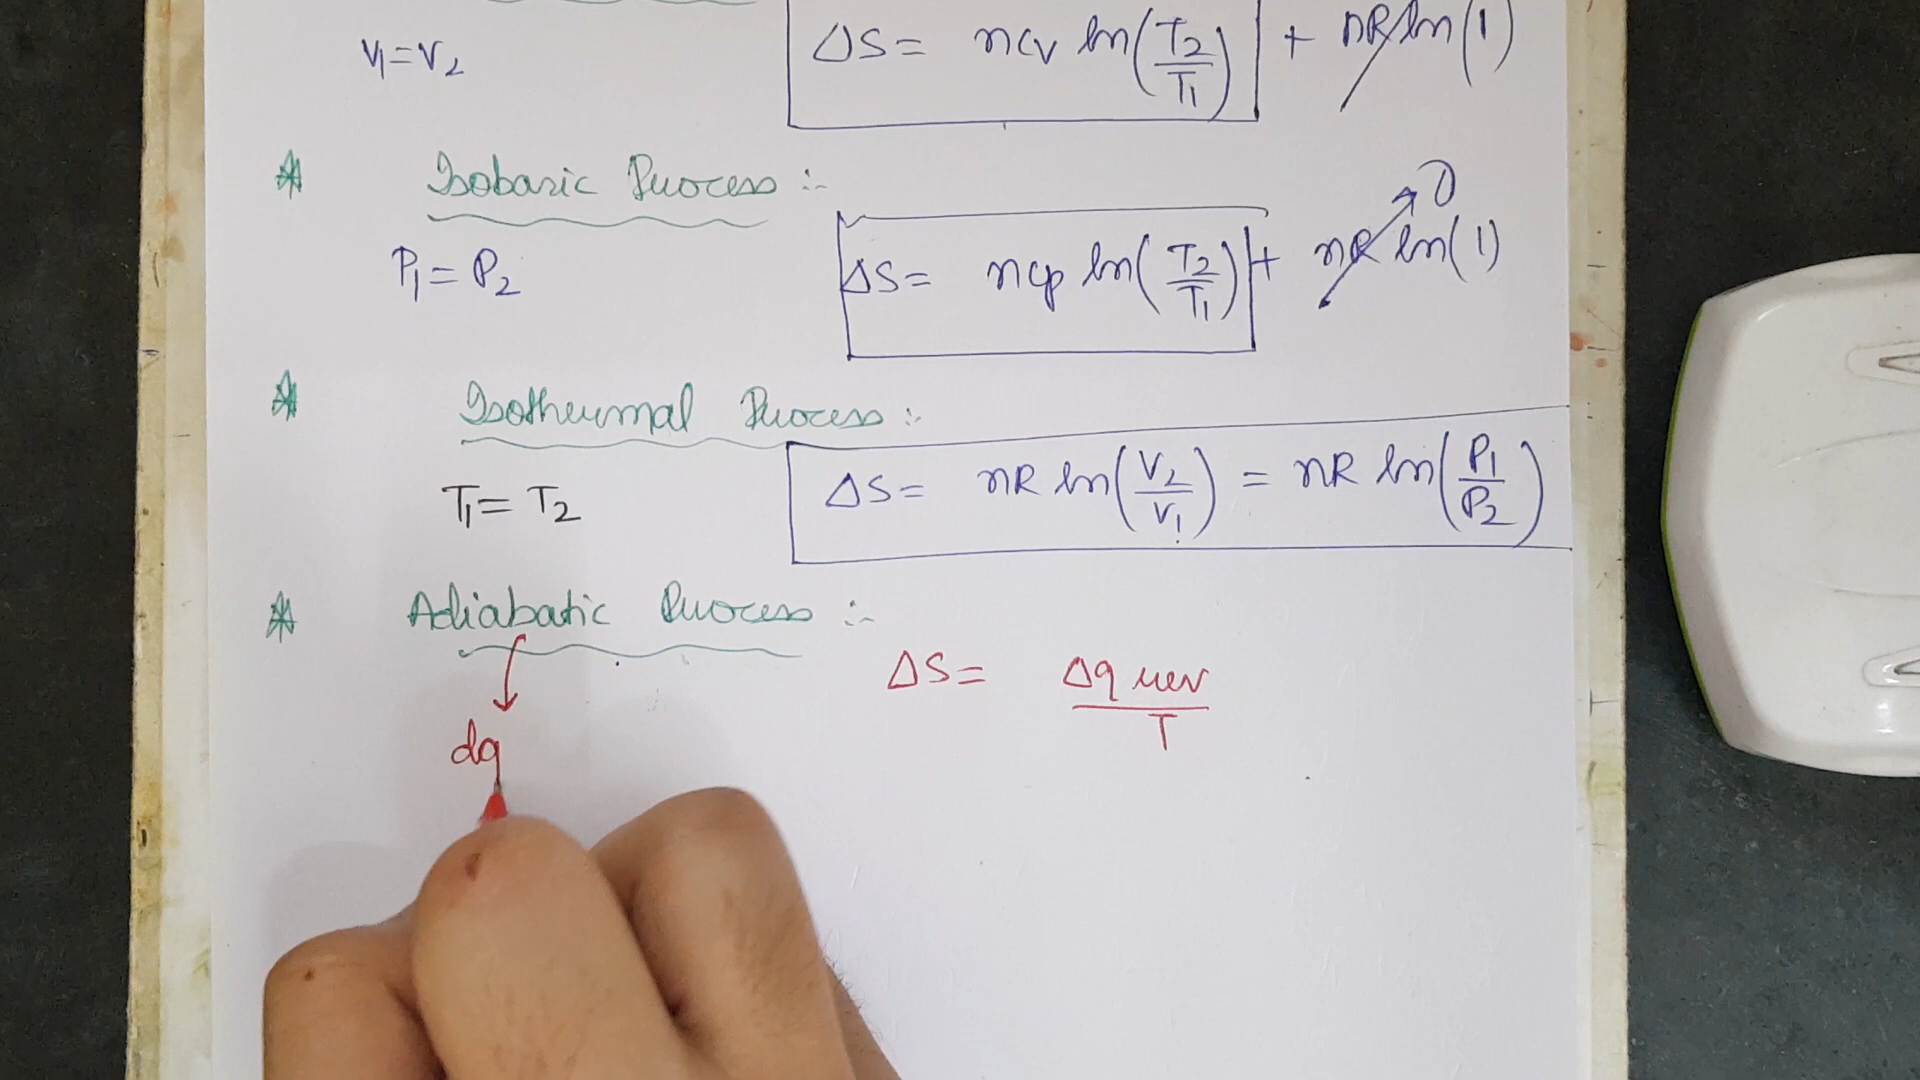 V₁=V₂ ΔS= nCv ln(T₂/T₁) + nR ln(1)
Isobaric Process :-
P₁= P₂ ΔS= nCp ln(T₂/T₁) + nR ln(1) → 0
Isothermal Process :-
T₁= T₂ ΔS= nR ln(V₂/V₁) = nR ln(P₁/P₂)
Adiabatic Process :-
ΔS= Δq rev/T
dq